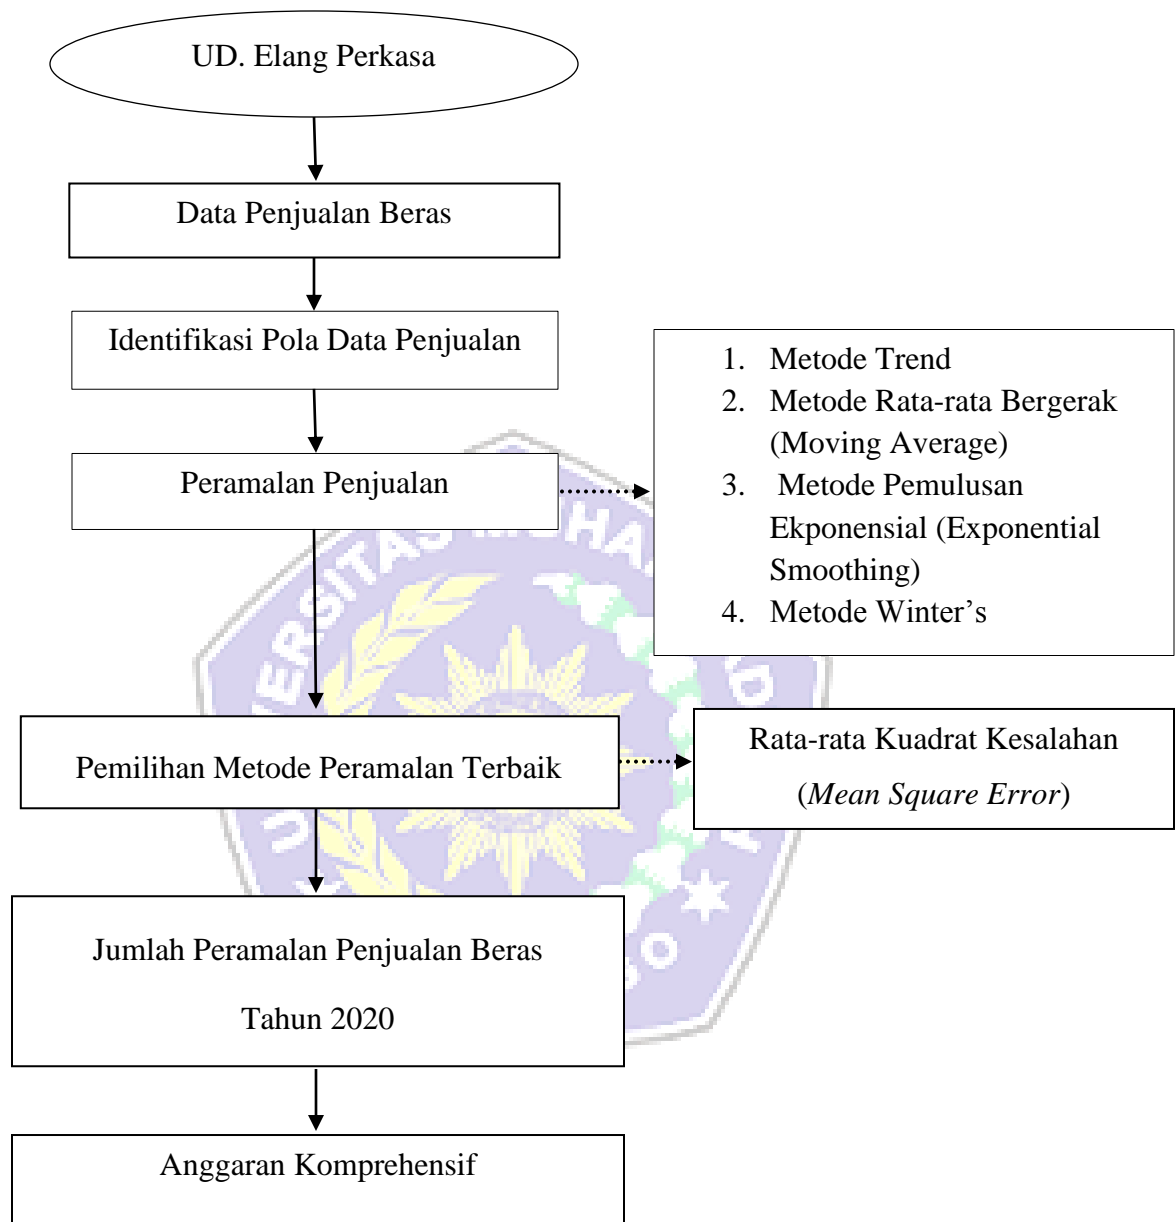 UD. Elang Perkasa
Data Penjualan Beras
Identifikasi Pola Data Penjualan
Peramalan Penjualan
1. Metode Trend
2. Metode Rata-rata Bergerak
(Moving Average)
3. Metode Pemulusan
Ekponensial (Exponential
Smoothing)
4. Metode Winter's
Pemilihan Metode Peramalan Terbaik
Rata-rata Kuadrat Kesalahan
(Mean Square Error)
Jumlah Peramalan Penjualan Beras
Tahun 2020
Anggaran Komprehensif